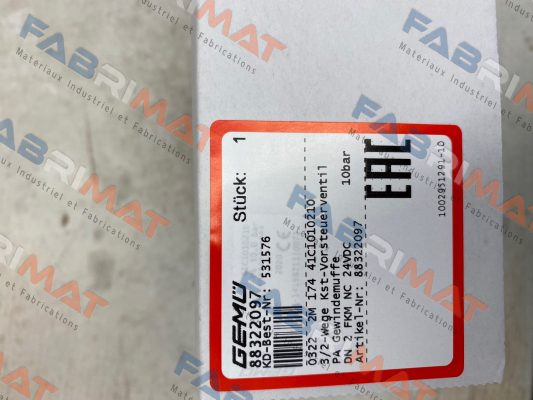 GEMÜ
Stück: 1
88322097
KD-Best-Nr: 531576
0322 2M 174 41C1010210
3/2-Wege Kst-Vorsteuerventil
PA Gewindemuffe 10bar
DN 2 FKM NC 24VDC
Artikel-Nr: 88322097
EAC
1002951291-10
FABRIMAT
Materiaux Industriel et Fabrications
FABRIMAT
Materiaux Industriel et Fabrications
FABRIMAT
Materiaux Industriel et Fabrications
FABRIMAT
Materiaux Industriel et Fabrications